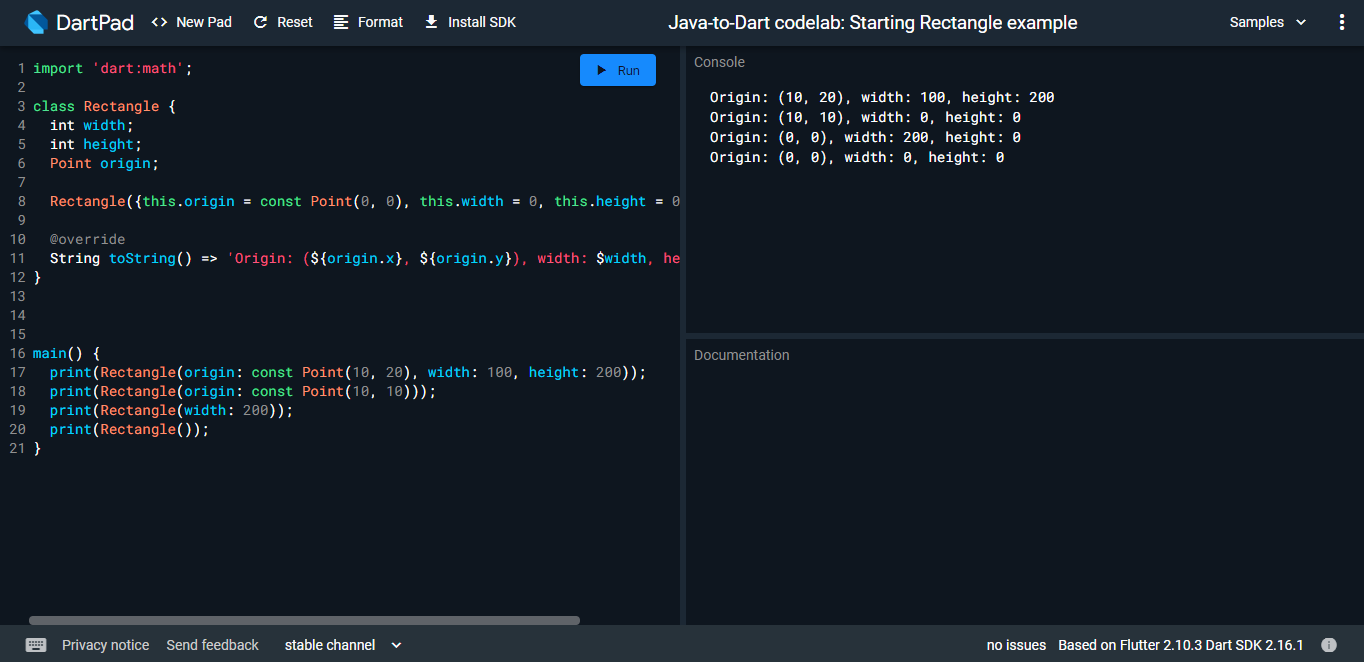 DartPad <> New Pad Reset Format Install SDK Java-to-Dart codelab: Starting Rectangle example Samples
1 import 'dart:math';
2
3 class Rectangle {
4 int width;
5 int height;
6 Point origin;
7
8 Rectangle({this.origin = const Point(0, 0), this.width = 0, this.height = 0
9
10 @override
11 String toString() => 'Origin: (${origin.x}, ${origin.y}), width: $width, he
12 }
13
14
15
16 main() {
17 print(Rectangle(origin: const Point(10, 20), width: 100, height: 200));
18 print(Rectangle(origin: const Point(10, 10)));
19 print(Rectangle(width: 200));
20 print(Rectangle());
21 }
Run
Console
Origin: (10, 20), width: 100, height: 200
Origin: (10, 10), width: 0, height: 0
Origin: (0, 0), width: 200, height: 0
Origin: (0, 0), width: 0, height: 0
Documentation
Privacy notice Send feedback stable channel no issues Based on Flutter 2.10.3 Dart SDK 2.16.1